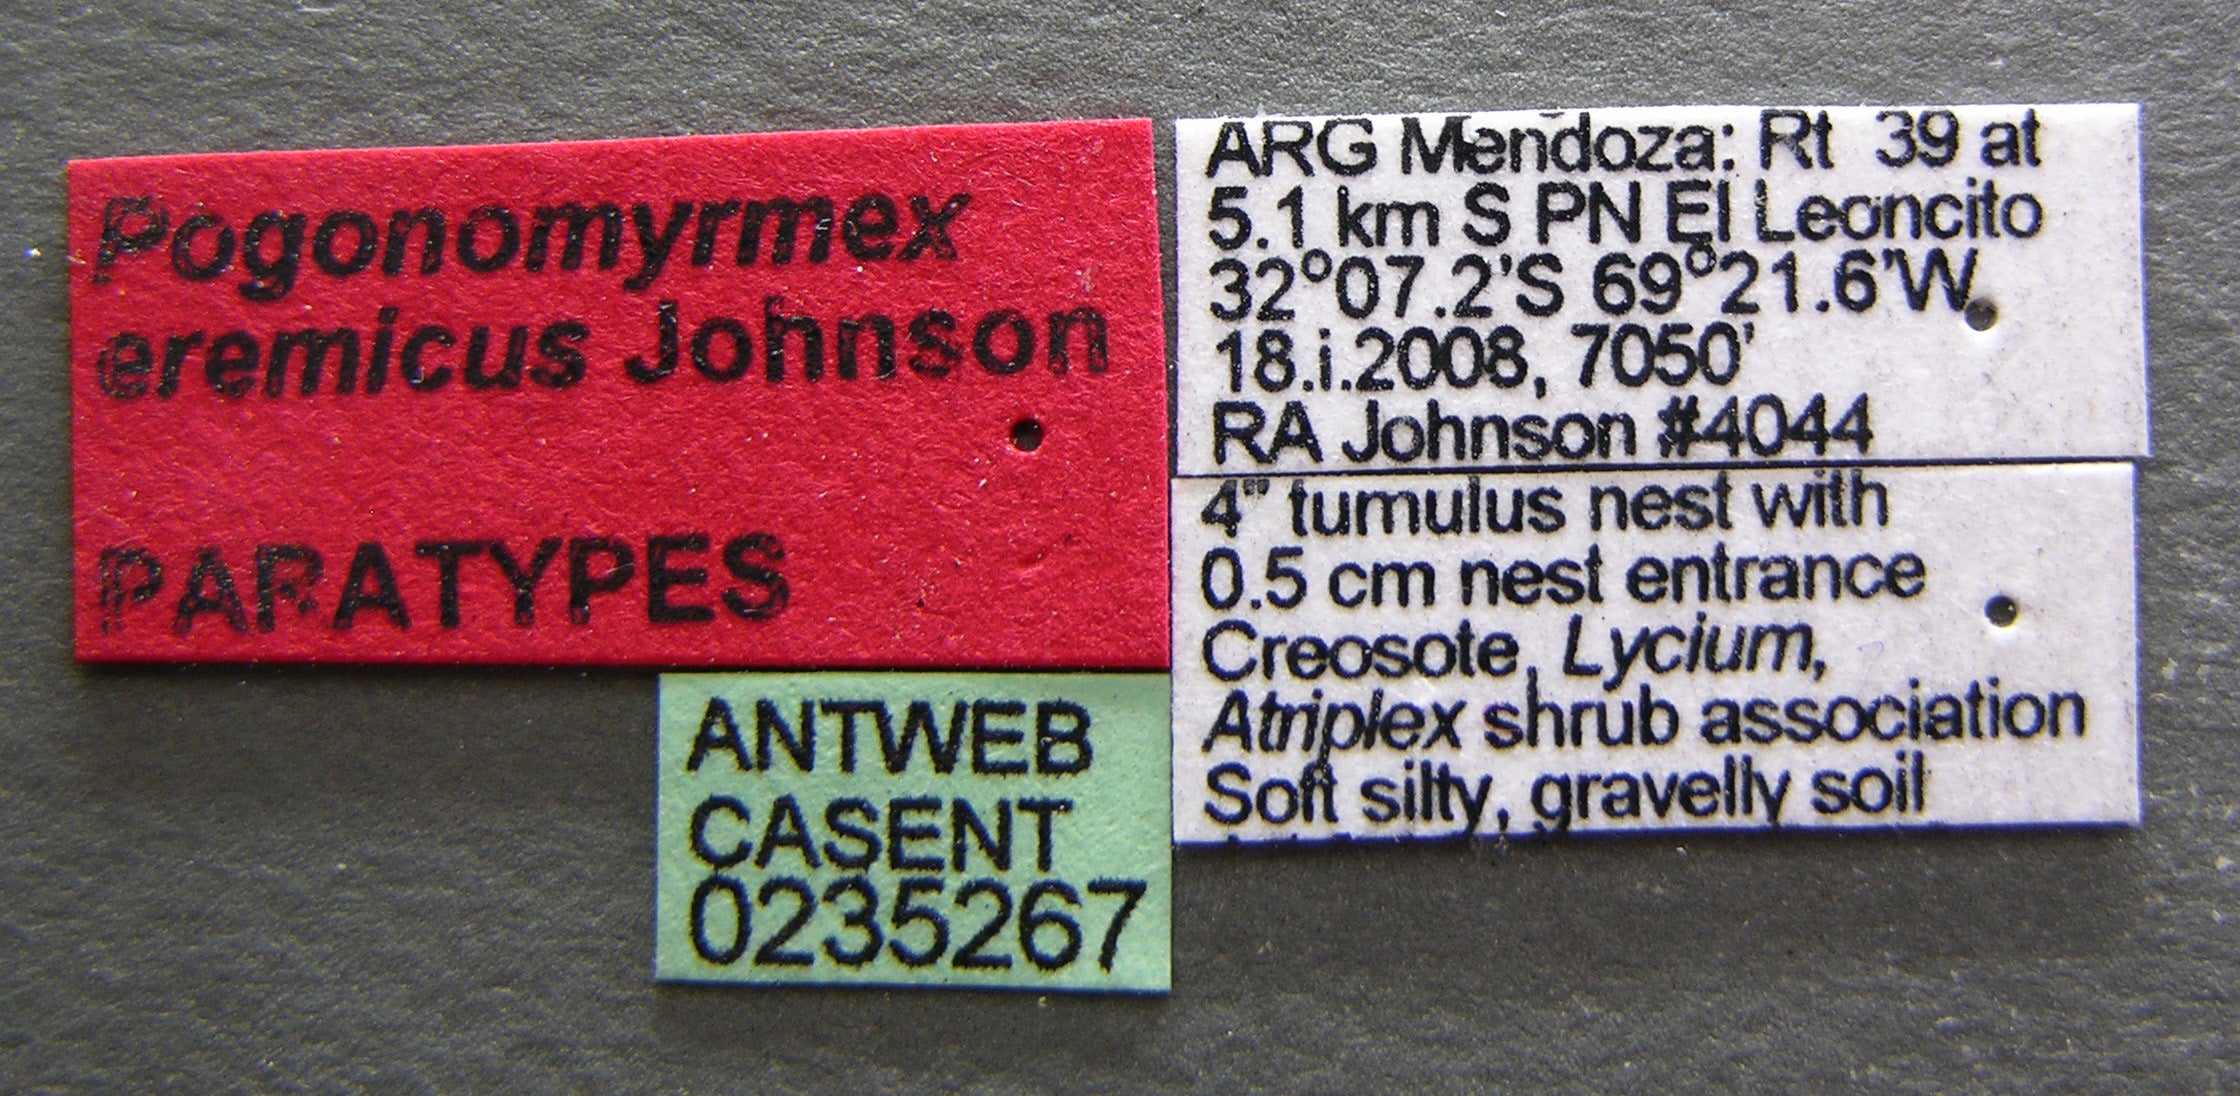 Pogonomyrmex
eremicus Johnson
PARATYPES
ARG Mendoza: Rt 39 at
5.1 km S PN El Leoncito
32°07.2'S 69°21.6'W
18.i.2008, 7050'
RA Johnson #4044
4" tumulus nest with
0.5 cm nest entrance
Creosote, Lycium,
Atriplex shrub association
Soft silty, gravelly soil
ANTWEB
CASENT
0235267